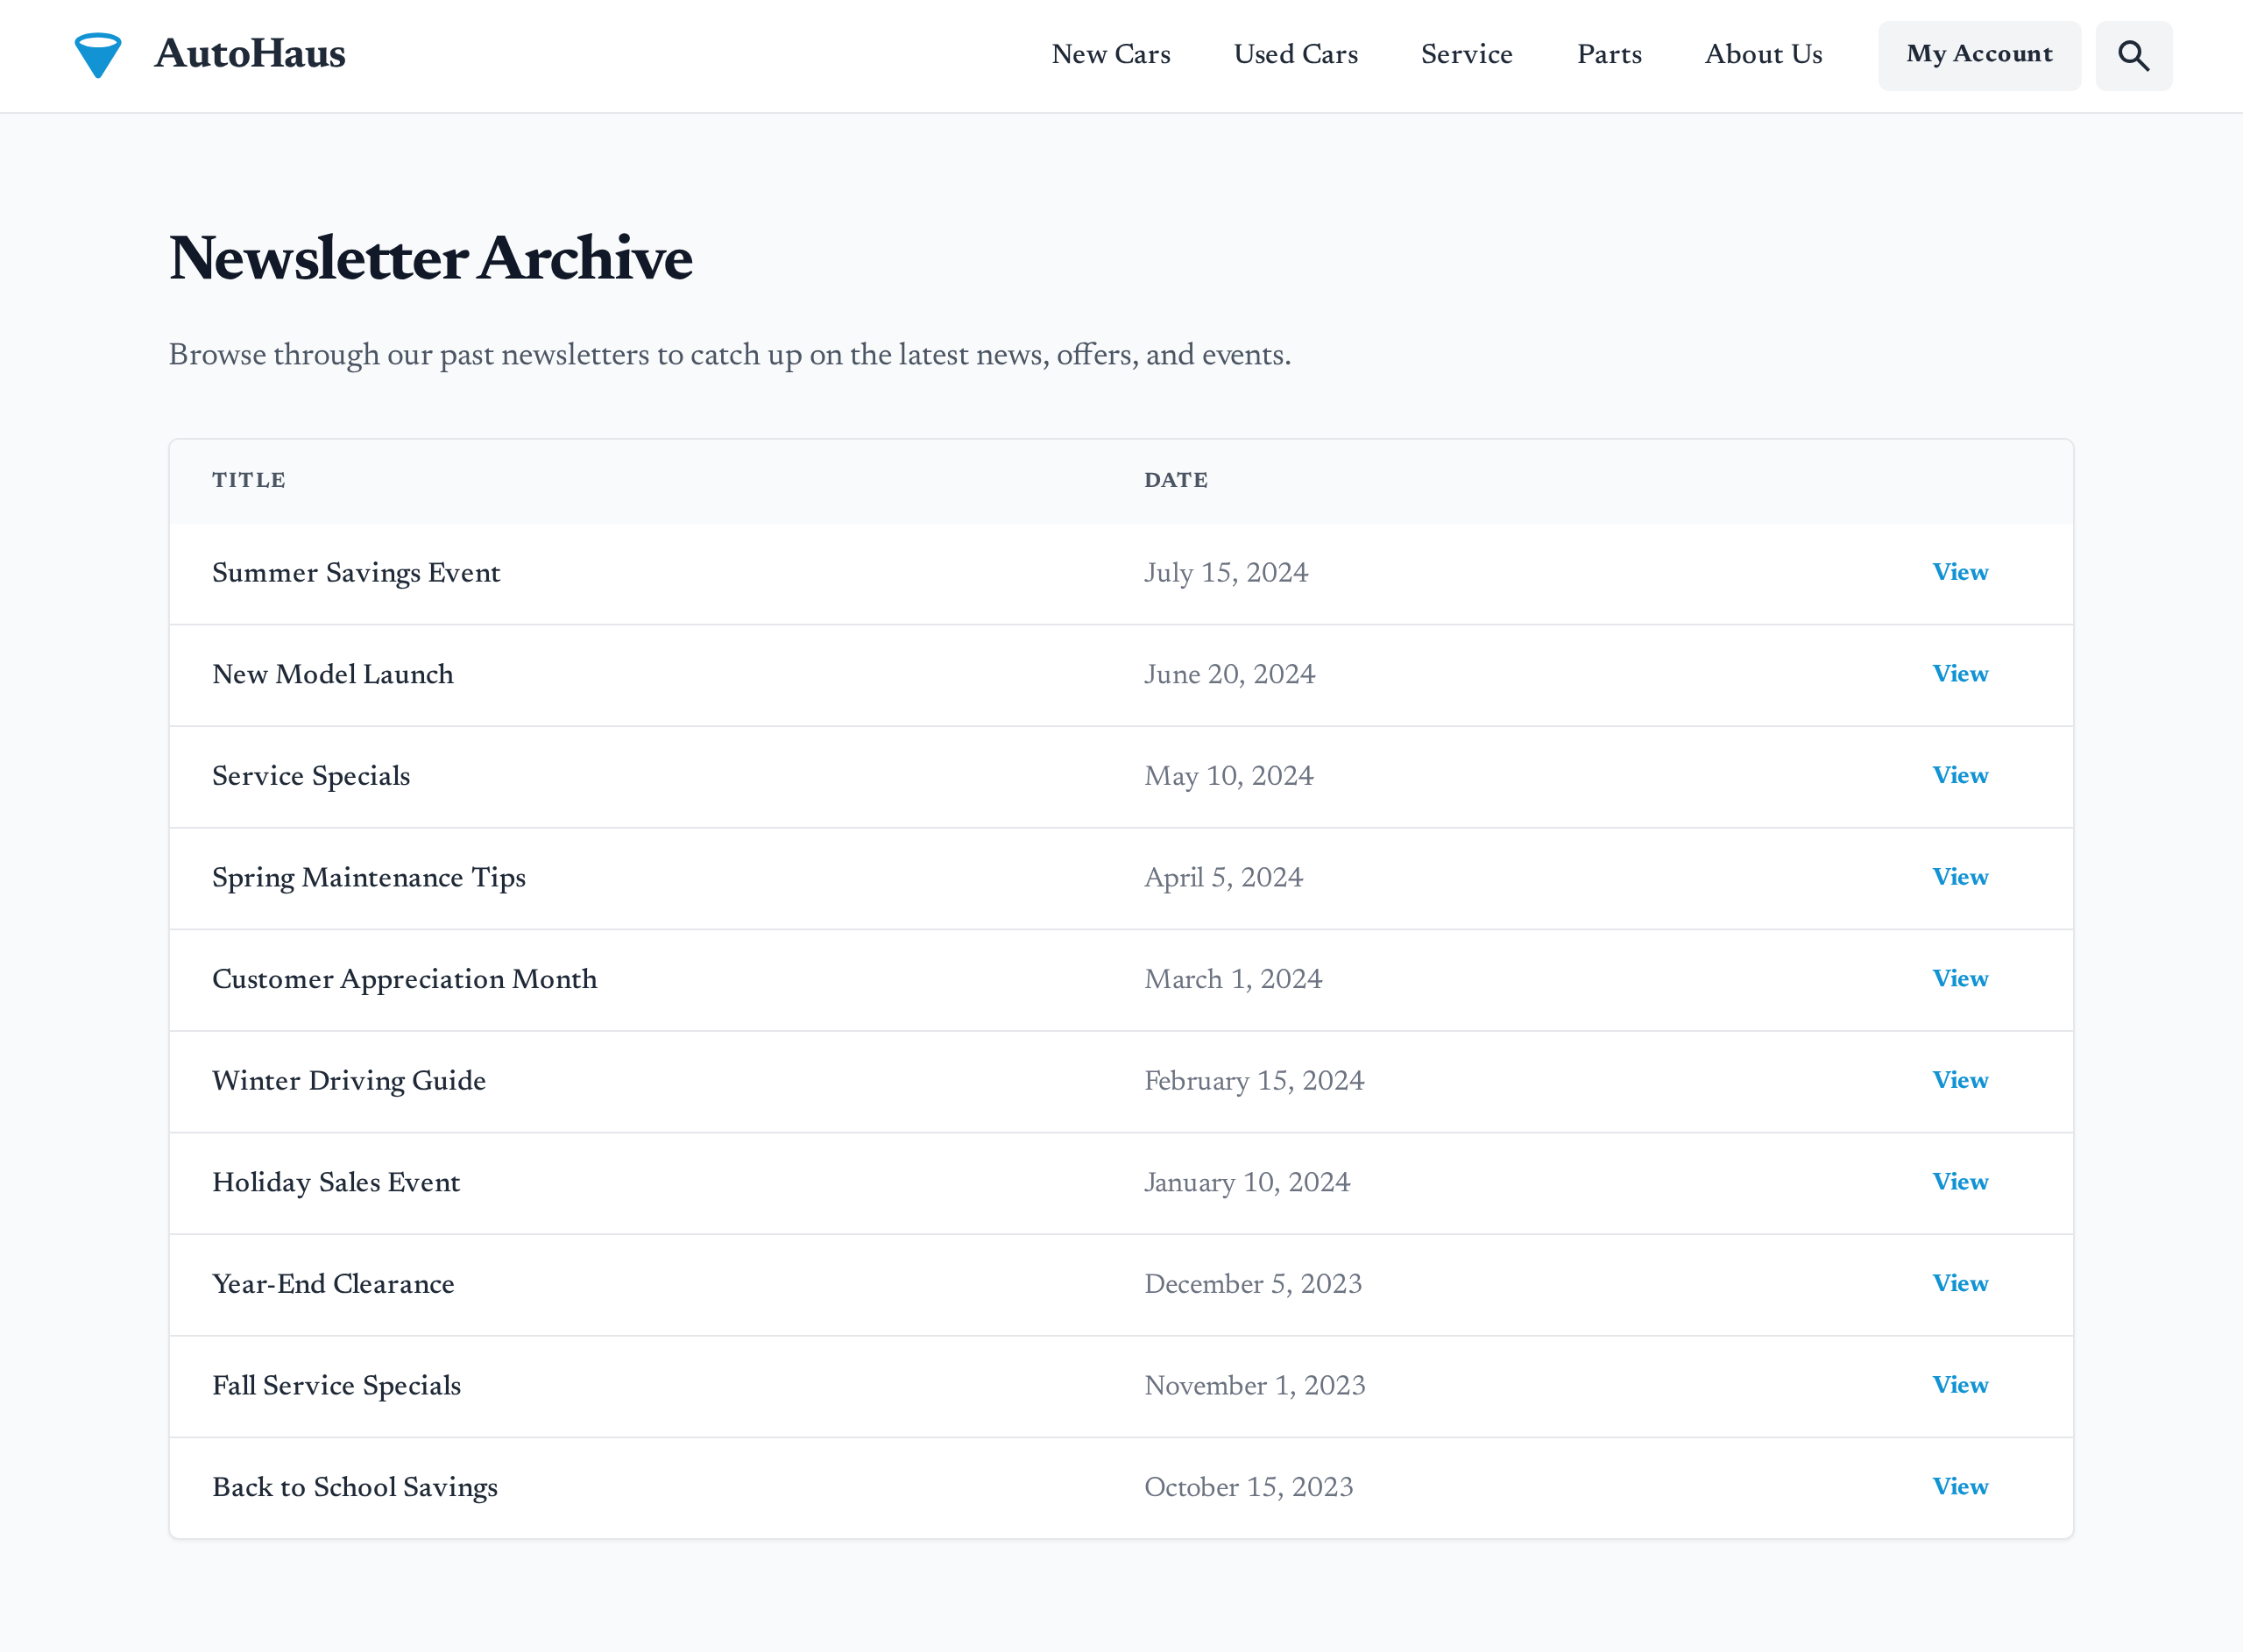 AutoHaus
New Cars Used Cars Service Parts About Us My Account
Newsletter Archive
Browse through our past newsletters to catch up on the latest news, offers, and events.
TITLE DATE
Summer Savings Event July 15, 2024 View
New Model Launch June 20, 2024 View
Service Specials May 10, 2024 View
Spring Maintenance Tips April 5, 2024 View
Customer Appreciation Month March 1, 2024 View
Winter Driving Guide February 15, 2024 View
Holiday Sales Event January 10, 2024 View
Year-End Clearance December 5, 2023 View
Fall Service Specials November 1, 2023 View
Back to School Savings October 15, 2023 View